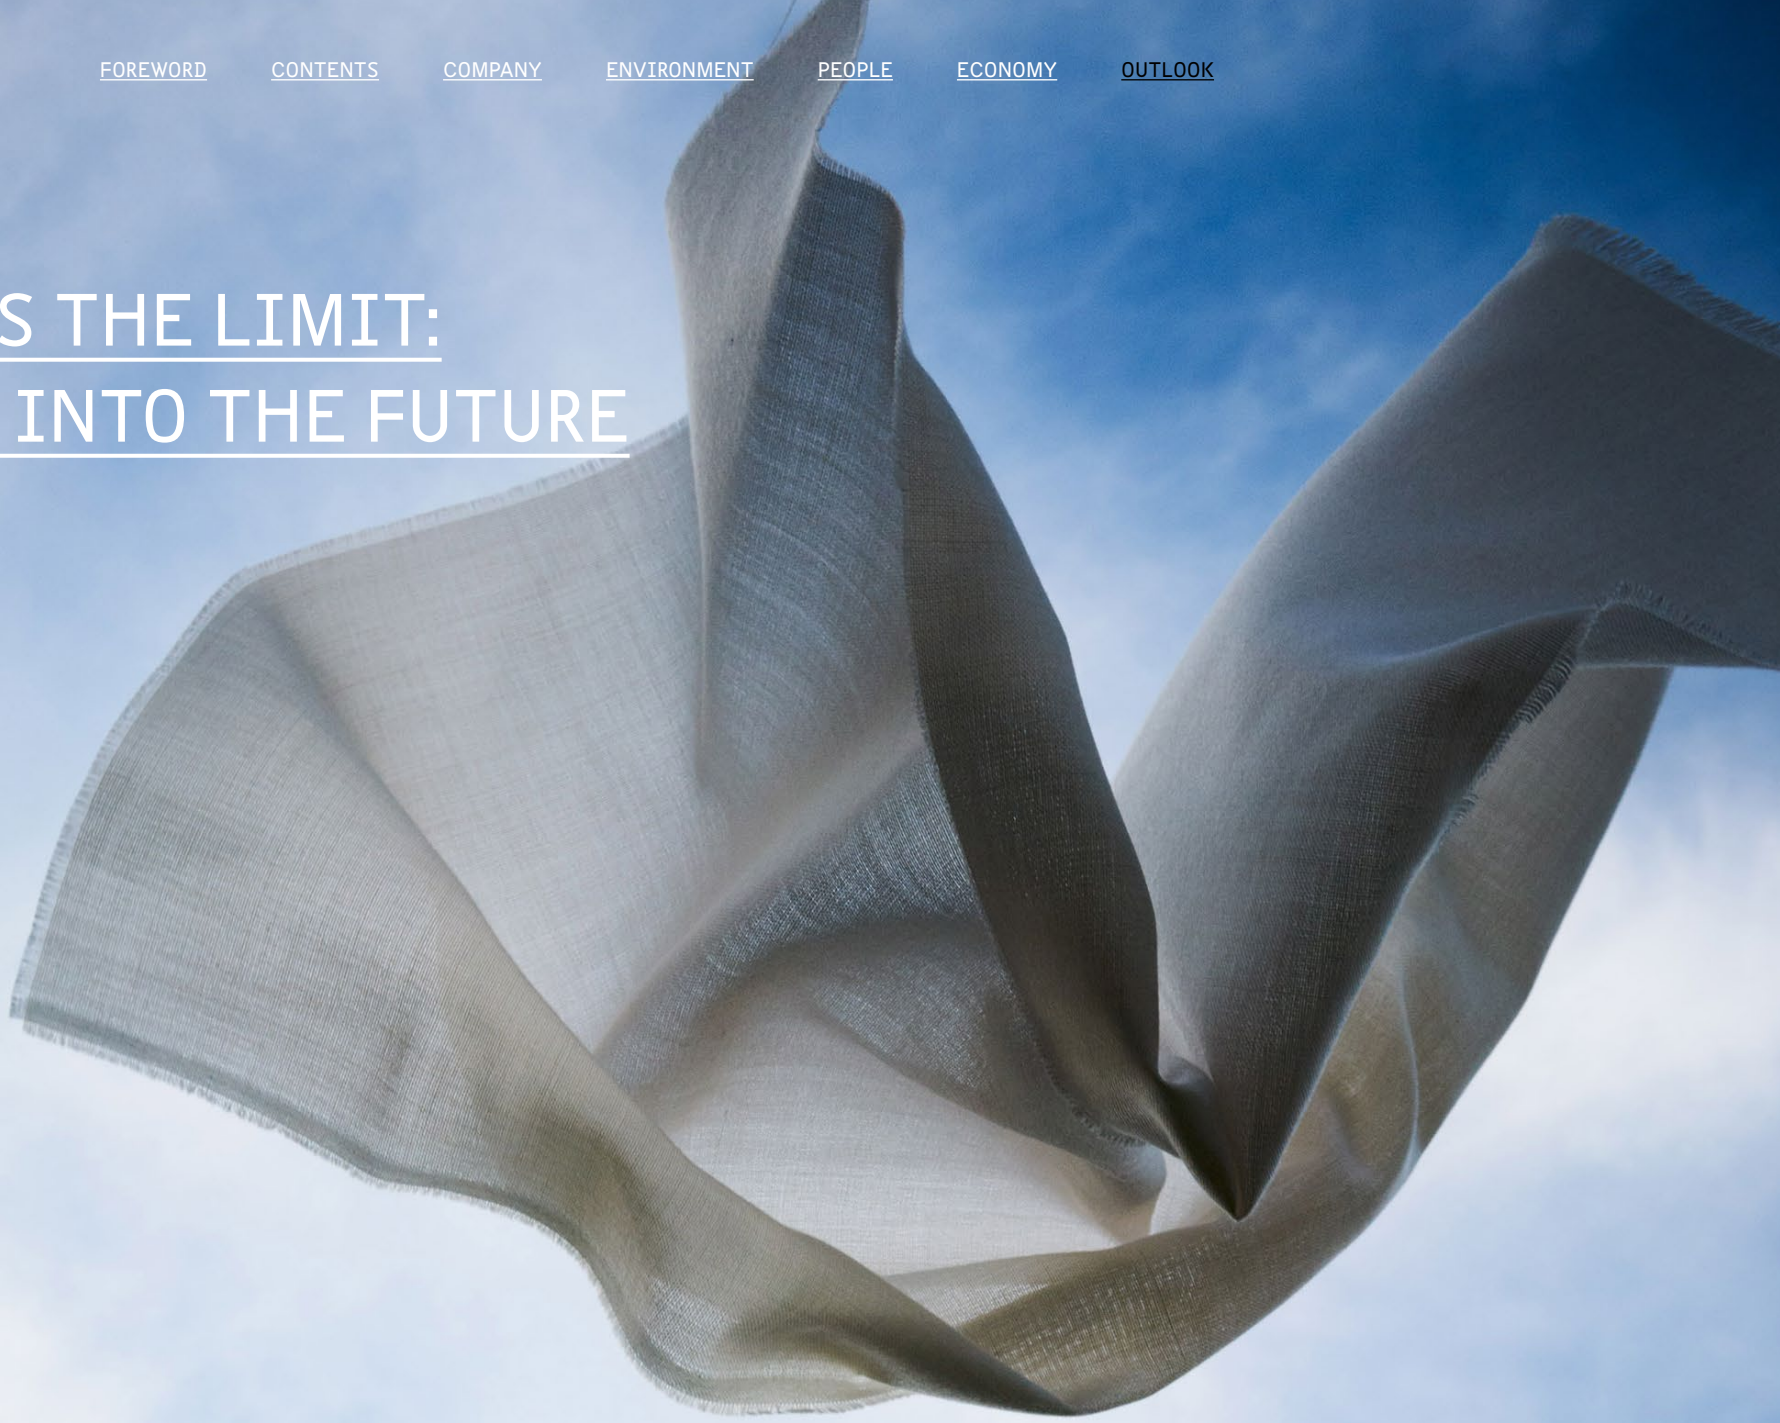 FOREWORD CONTENTS COMPANY ENVIRONMENT PEOPLE ECONOMY OUTLOOK
S THE LIMIT:
INTO THE FUTURE